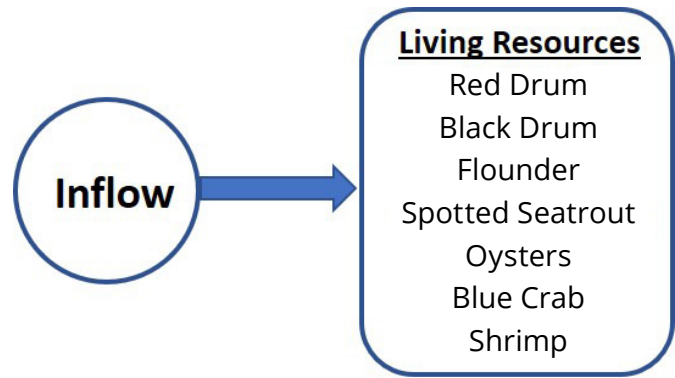 Inflow
Living Resources
Red Drum
Black Drum
Flounder
Spotted Seatrout
Oysters
Blue Crab
Shrimp